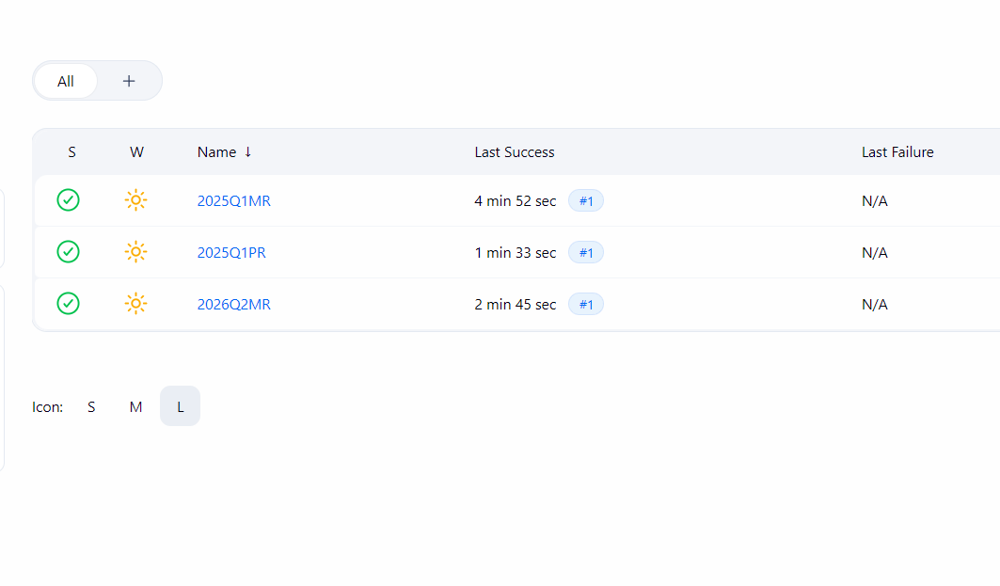 All +
S W Name ↓ Last Success Last Failure
2025Q1MR 4 min 52 sec #1 N/A
2025Q1PR 1 min 33 sec #1 N/A
2026Q2MR 2 min 45 sec #1 N/A
Icon: S M L